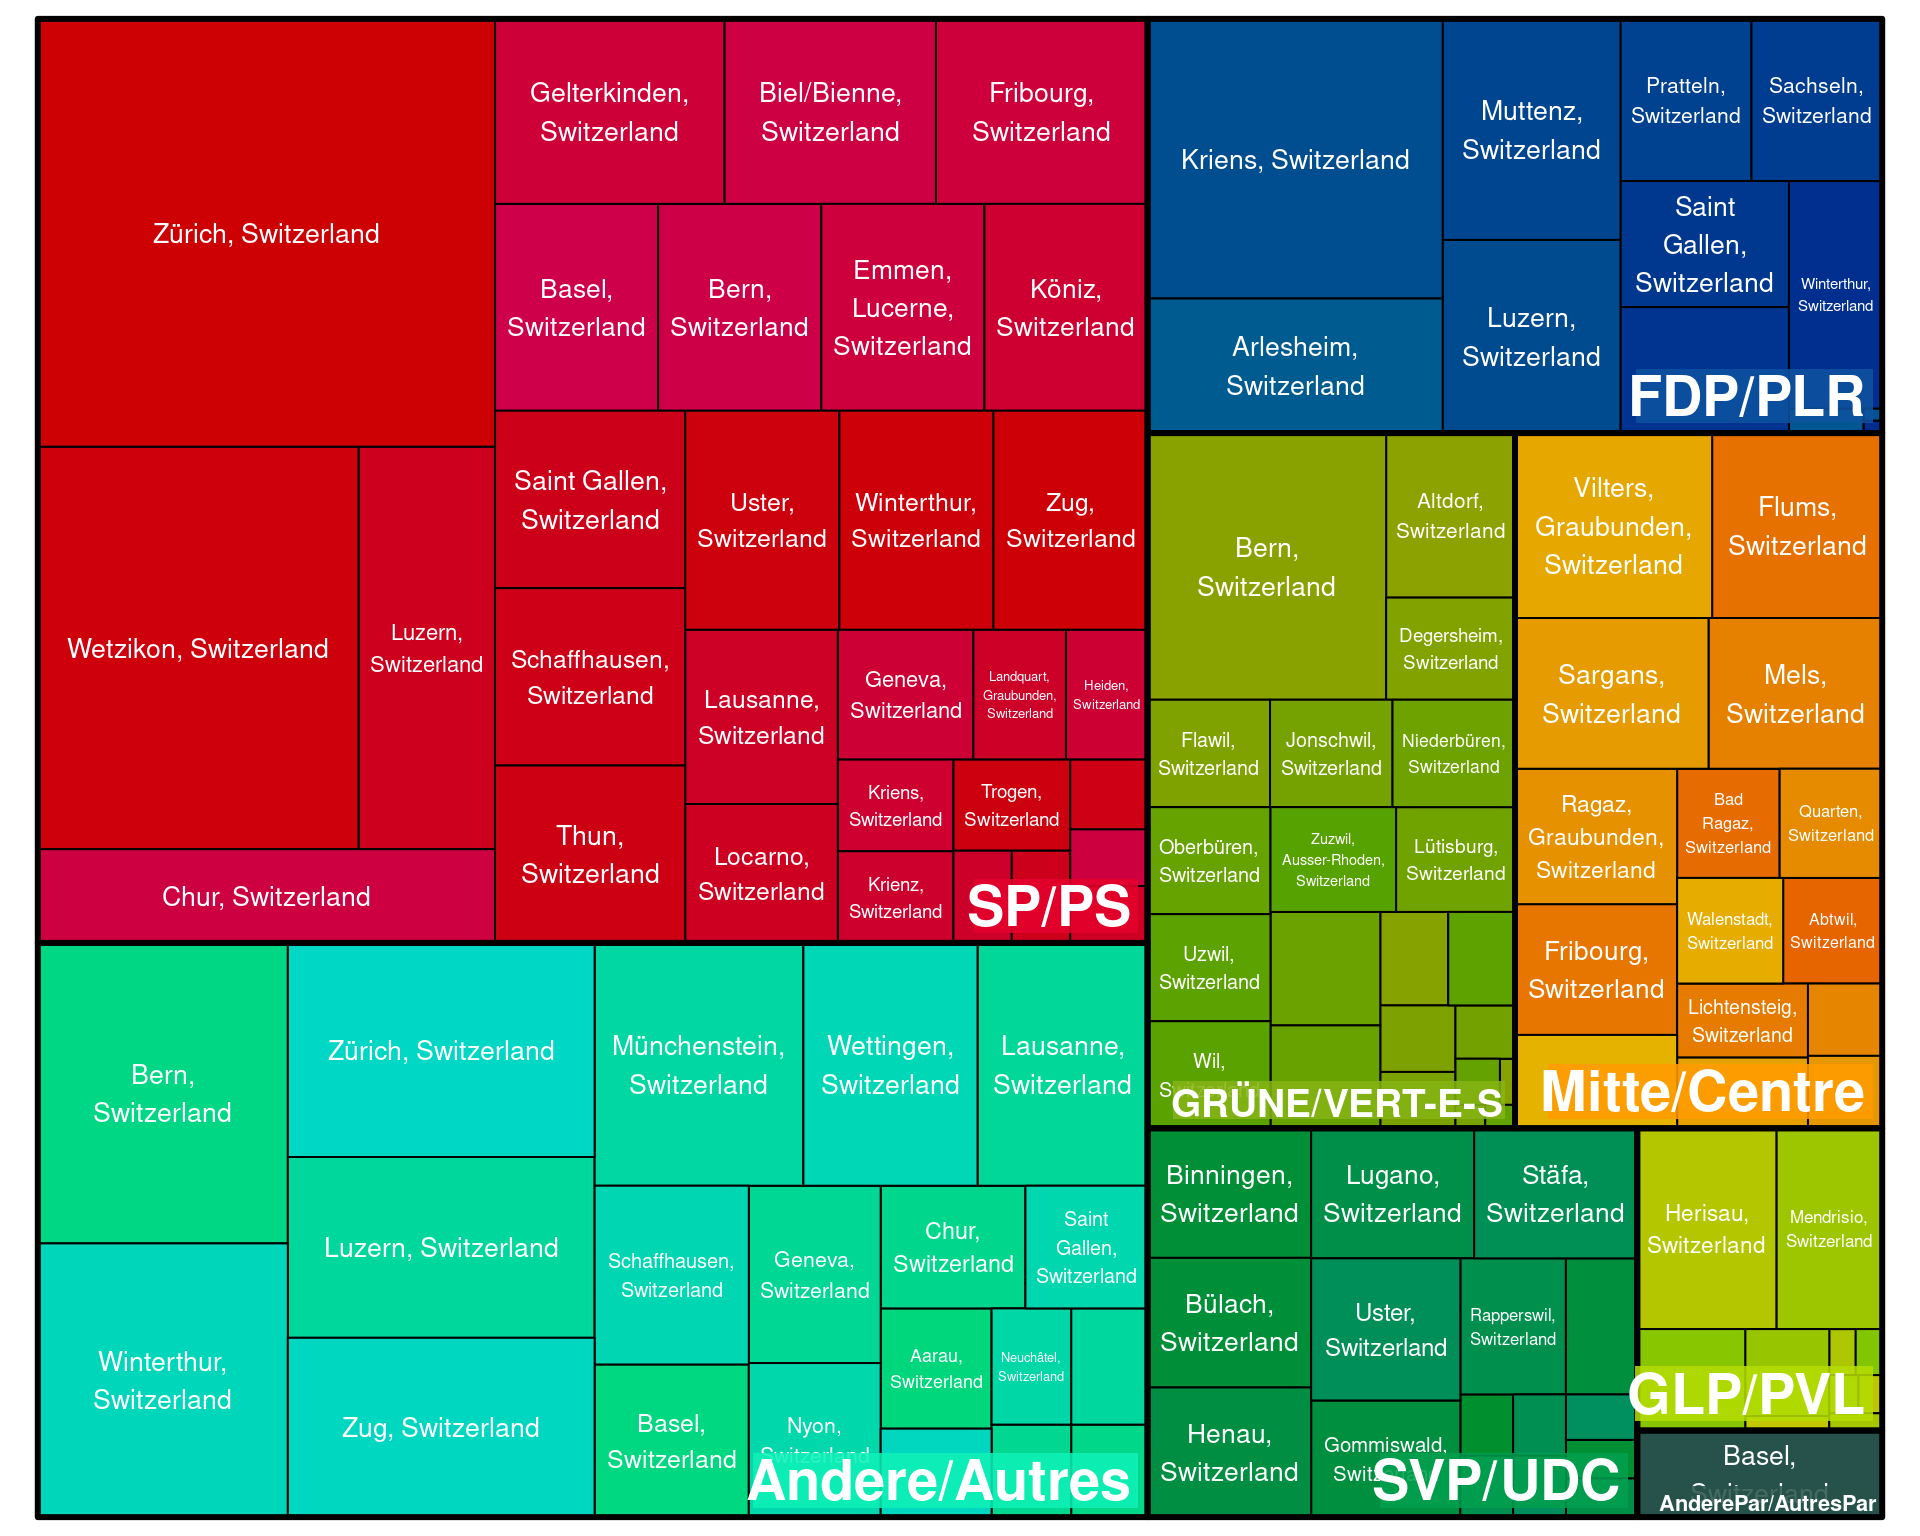 Zürich, Switzerland
Gelterkinden,
Switzerland
Biel/Bienne,
Switzerland
Fribourg,
Switzerland
Basel,
Switzerland
Bern,
Switzerland
Emmen,
Lucerne,
Switzerland
Köniz,
Switzerland
Wetzikon, Switzerland
Luzern,
Switzerland
Chur, Switzerland
Saint Gallen,
Switzerland
Uster,
Switzerland
Winterthur,
Switzerland
Zug,
Switzerland
Schaffhausen,
Switzerland
Lausanne,
Switzerland
Geneva,
Switzerland
Landquart,
Graubunden,
Switzerland
Heiden,
Switzerland
Thun,
Switzerland
Locarno,
Switzerland
Kriens,
Switzerland
Trogen,
Switzerland
Krienz,
Switzerland
SP/PS
Kriens, Switzerland
Muttenz,
Switzerland
Pratteln,
Switzerland
Sachseln,
Switzerland
Saint
Gallen,
Switzerland
Winterthur,
Switzerland
Arlesheim,
Switzerland
Luzern,
Switzerland
FDP/PLR
Bern,
Switzerland
Altdorf,
Switzerland
Degersheim,
Switzerland
Flawil,
Switzerland
Jonschwil,
Switzerland
Niederbüren,
Switzerland
Oberbüren,
Switzerland
Zuzwil,
Ausser-Rhoden,
Switzerland
Lütisburg,
Switzerland
Uzwil,
Switzerland
Wil,
Switzerland
GRÜNE/VERT-E-S
Vilters,
Graubunden,
Switzerland
Flums,
Switzerland
Sargans,
Switzerland
Mels,
Switzerland
Ragaz,
Graubunden,
Switzerland
Bad
Ragaz,
Switzerland
Quarten,
Switzerland
Fribourg,
Switzerland
Walenstadt,
Switzerland
Abtwil,
Switzerland
Lichtensteig,
Switzerland
Mitte/Centre
Bern,
Switzerland
Zürich, Switzerland
Münchenstein,
Switzerland
Wettingen,
Switzerland
Lausanne,
Switzerland
Luzern, Switzerland
Winterthur,
Switzerland
Zug, Switzerland
Schaffhausen,
Switzerland
Geneva,
Switzerland
Chur,
Switzerland
Saint
Gallen,
Switzerland
Aarau,
Switzerland
Neuchâtel,
Switzerland
Basel,
Switzerland
Nyon,
Switzerland
Andere/Autres
Binningen,
Switzerland
Lugano,
Switzerland
Stäfa,
Switzerland
Bülach,
Switzerland
Uster,
Switzerland
Rapperswil,
Switzerland
Henau,
Switzerland
Gommiswald,
Switzerland
SVP/UDC
Herisau,
Switzerland
Mendrisio,
Switzerland
GLP/PVL
Basel,
Switzerland
AnderePar/AutresPar